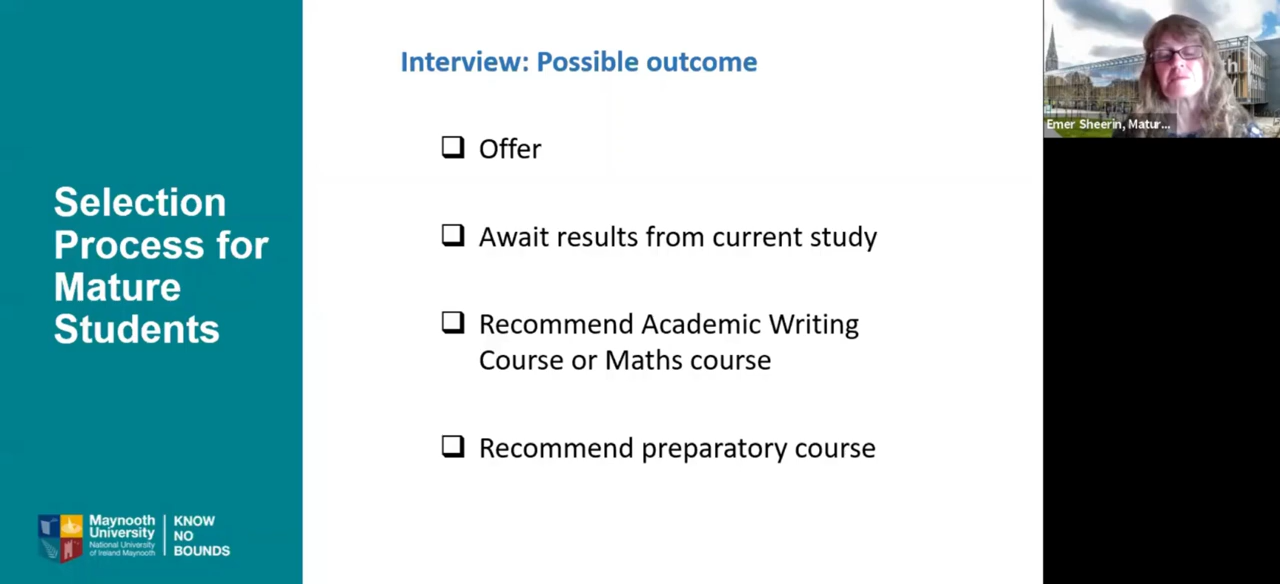 Selection
Process for
Mature
Students
Maynooth
University
National University
of Ireland Maynooth
KNOW
NO
BOUNDS
Interview: Possible outcome
Offer
Await results from current study
Recommend Academic Writing
Course or Maths course
Recommend preparatory course
Emer Sheerin, Matur...